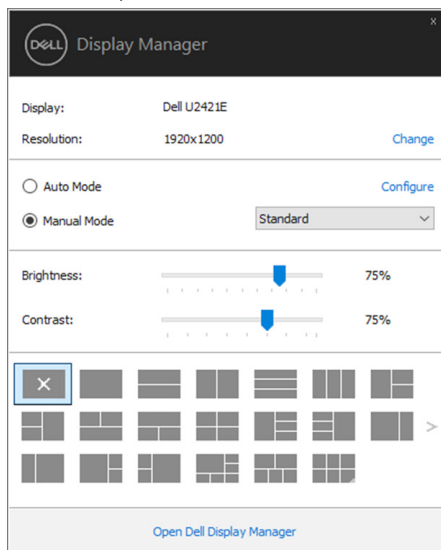 x
DELL Display Manager
Display: Dell U2421E
Resolution: 1920x1200 Change
Auto Mode Configure
Manual Mode Standard
Brightness: 75%
Contrast: 75%
Open Dell Display Manager